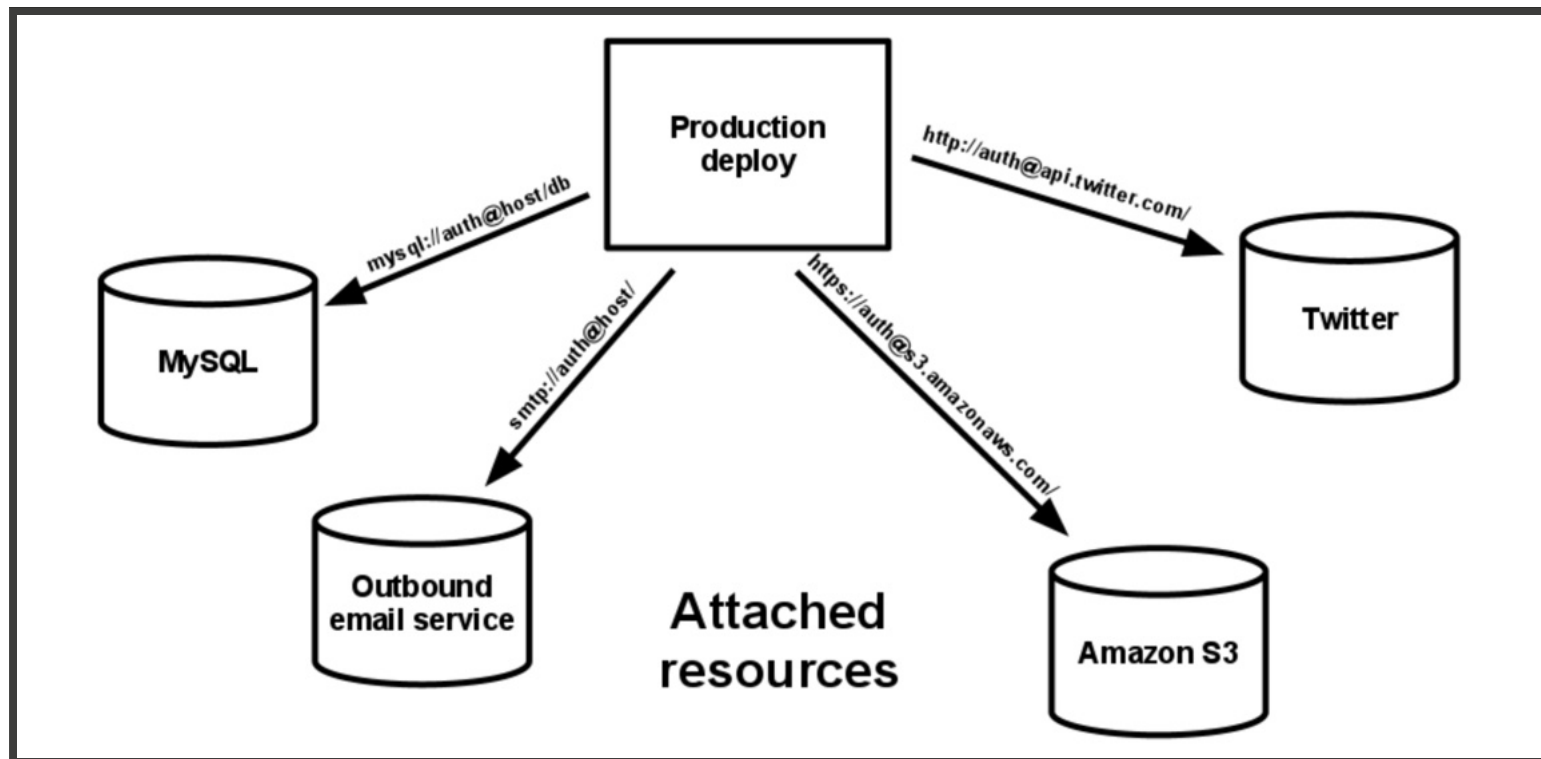 Production
deploy
mysql://auth@host/db
http://auth@api.twitter.com/
smtp://auth@host/
https://auth@s3.amazonaws.com/
MySQL
Twitter
Outbound
email service
Attached
resources
Amazon S3